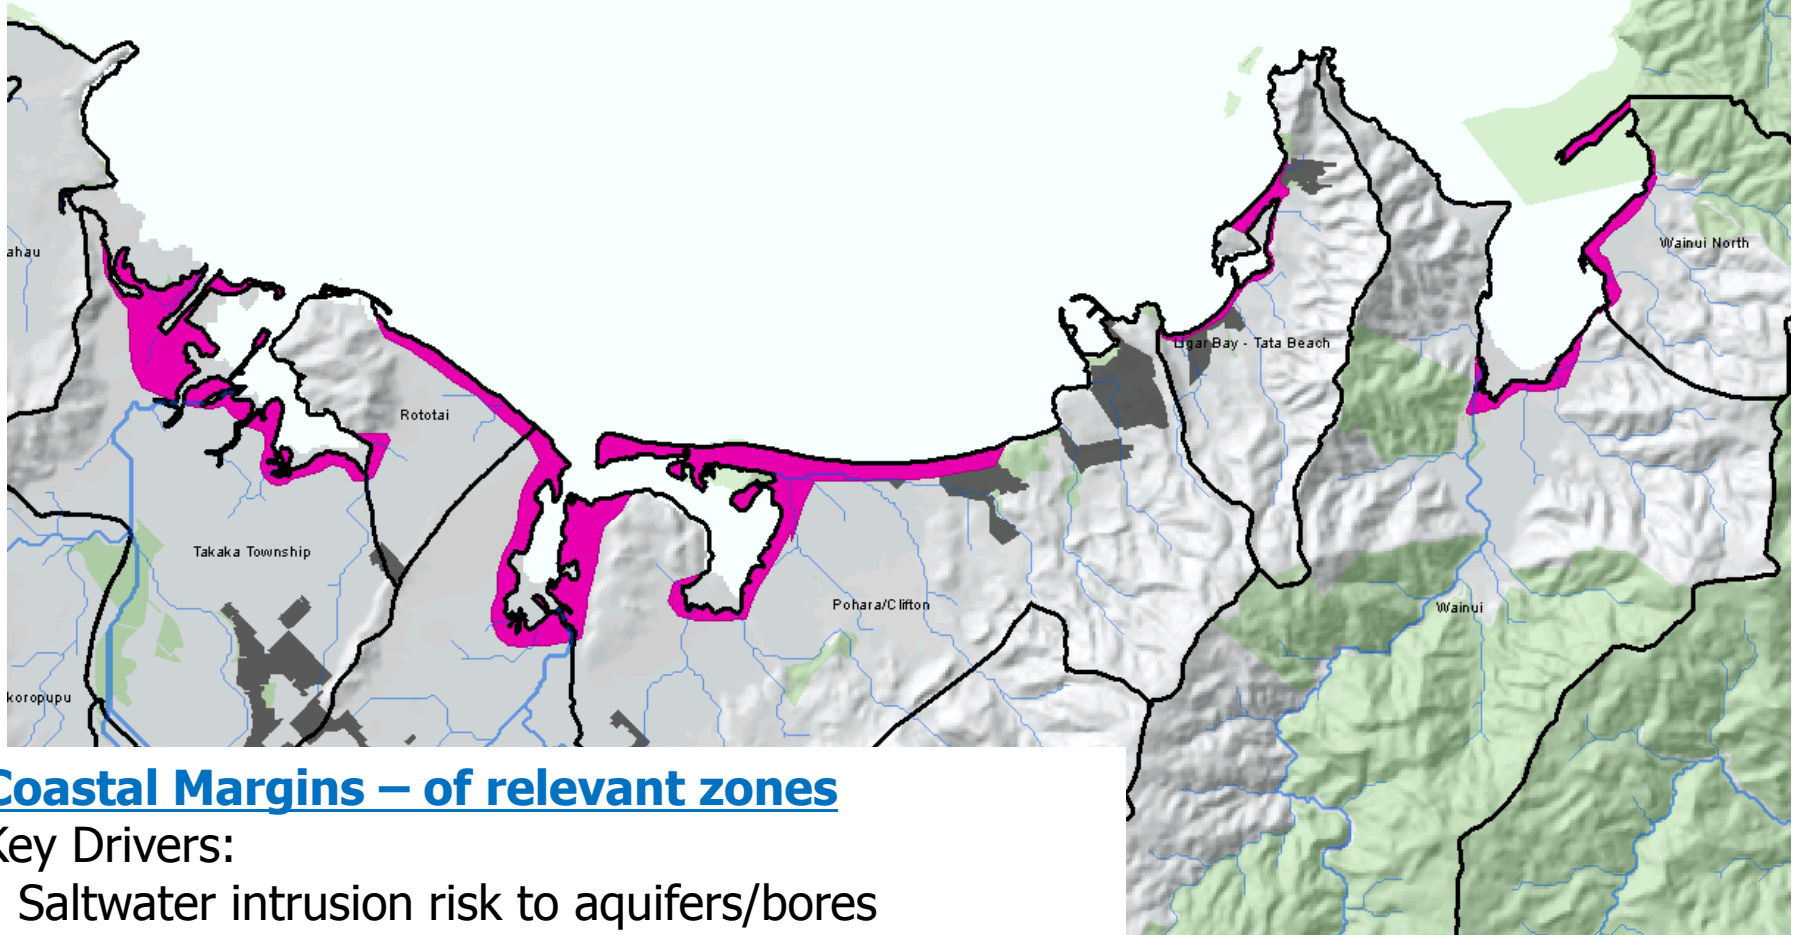 ahau
Wainui North
Ligar Bay - Tata Beach
Rototai
Takaka Township
Pohara/Clifton
Wainui
koropupu
Coastal Margins – of relevant zones
Key Drivers:
Saltwater intrusion risk to aquifers/bores